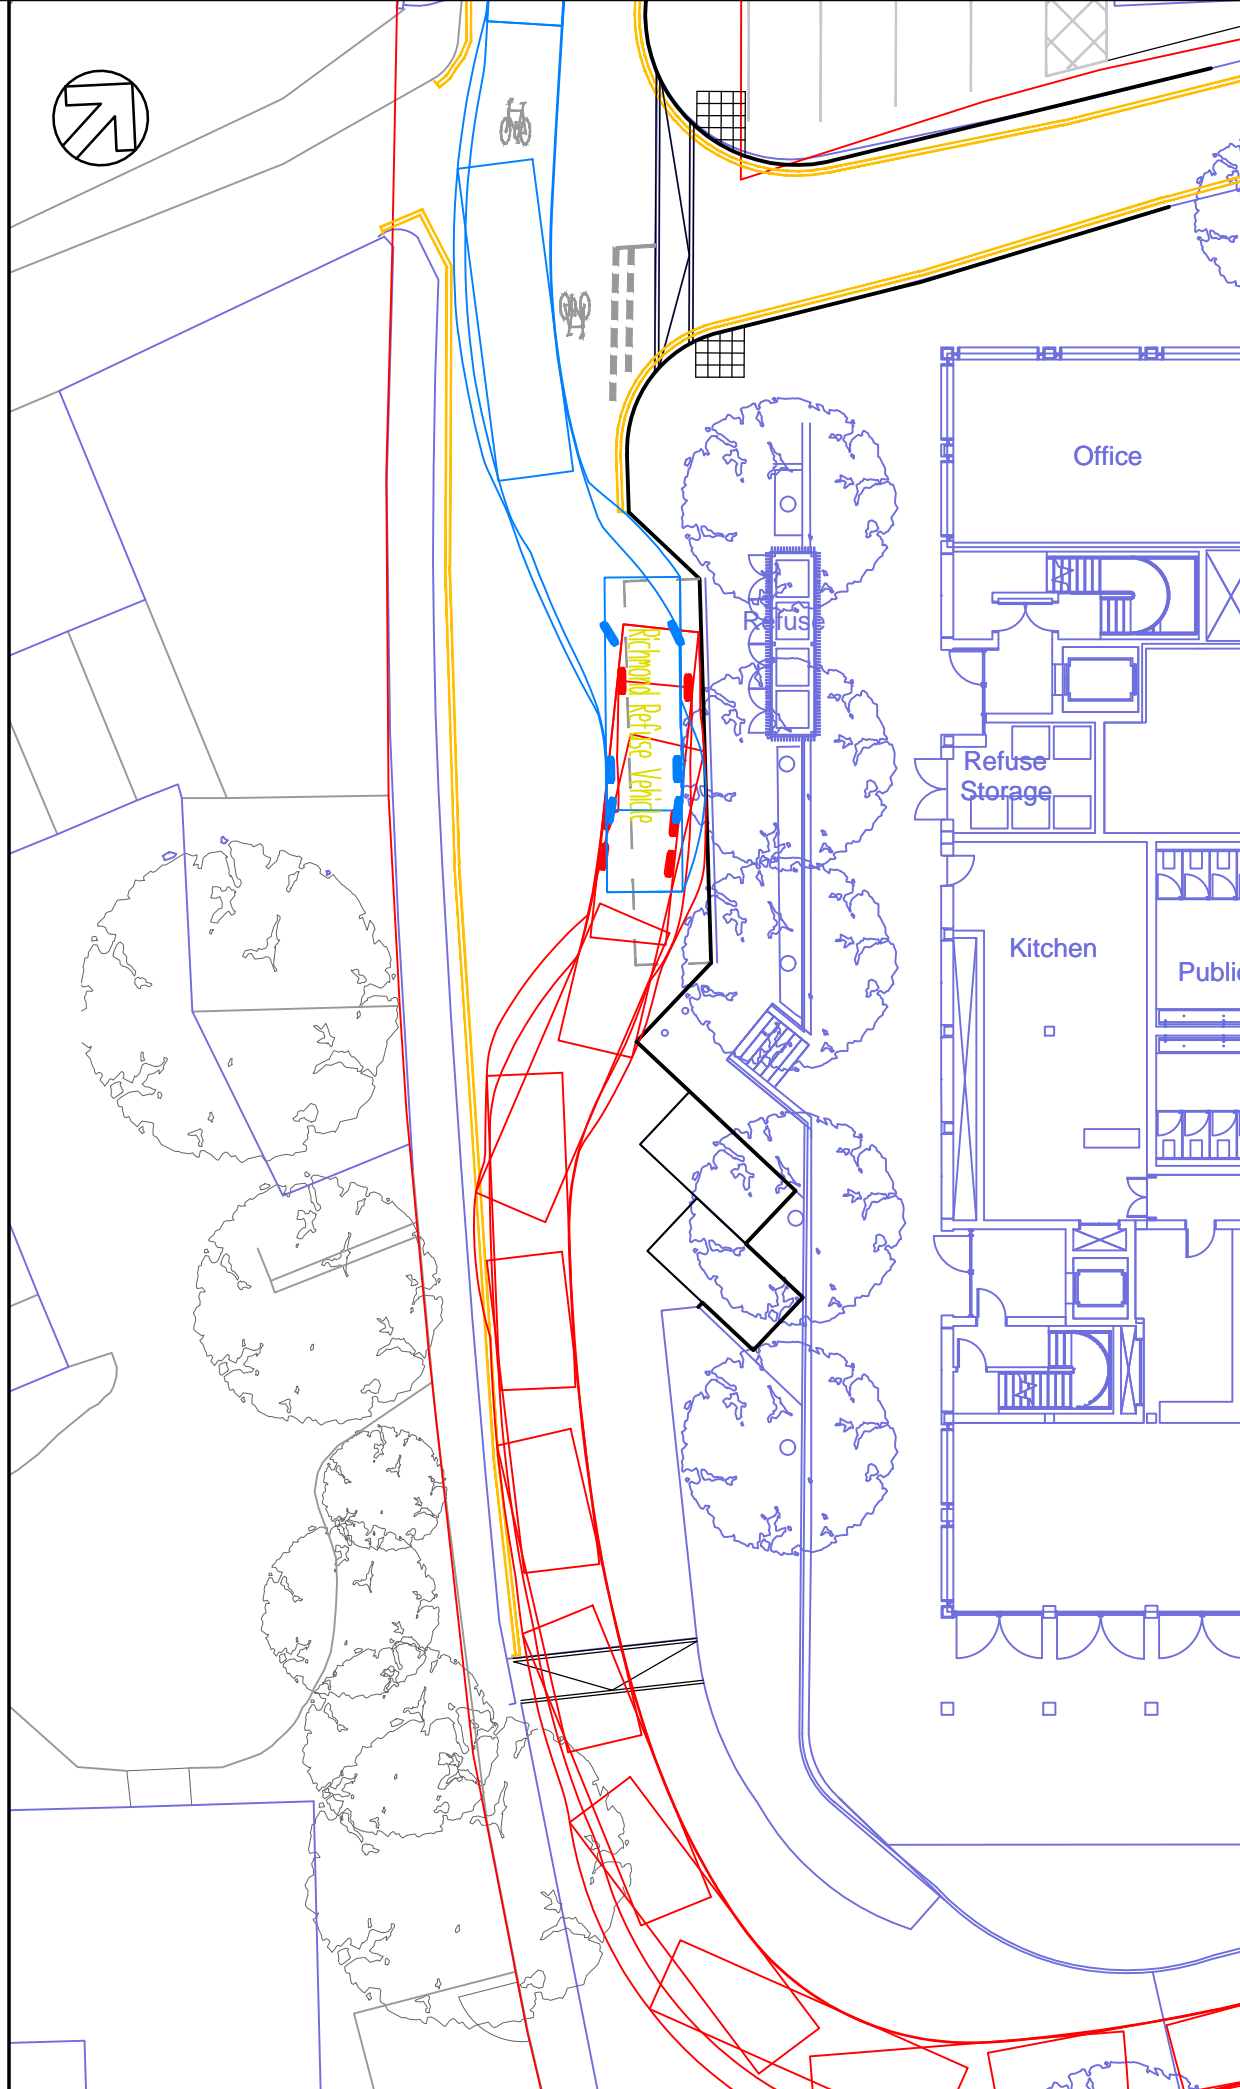 Office
Refuse
Richmond Refuse Vehicle
Refuse
Storage
Kitchen
Public